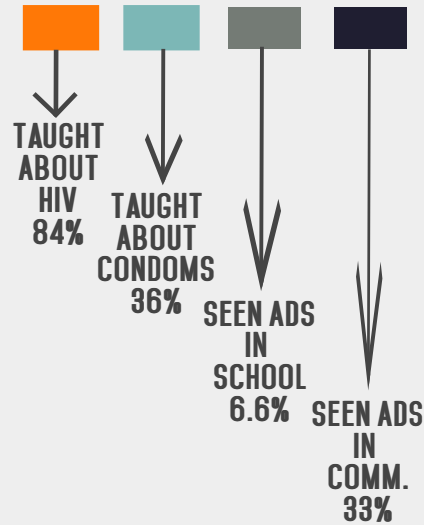 TAUGHT
ABOUT
HIV
84%
TAUGHT
ABOUT
CONDOMS
36%
SEEN ADS
IN
SCHOOL
6.6%
SEEN ADS
IN
COMM.
33%